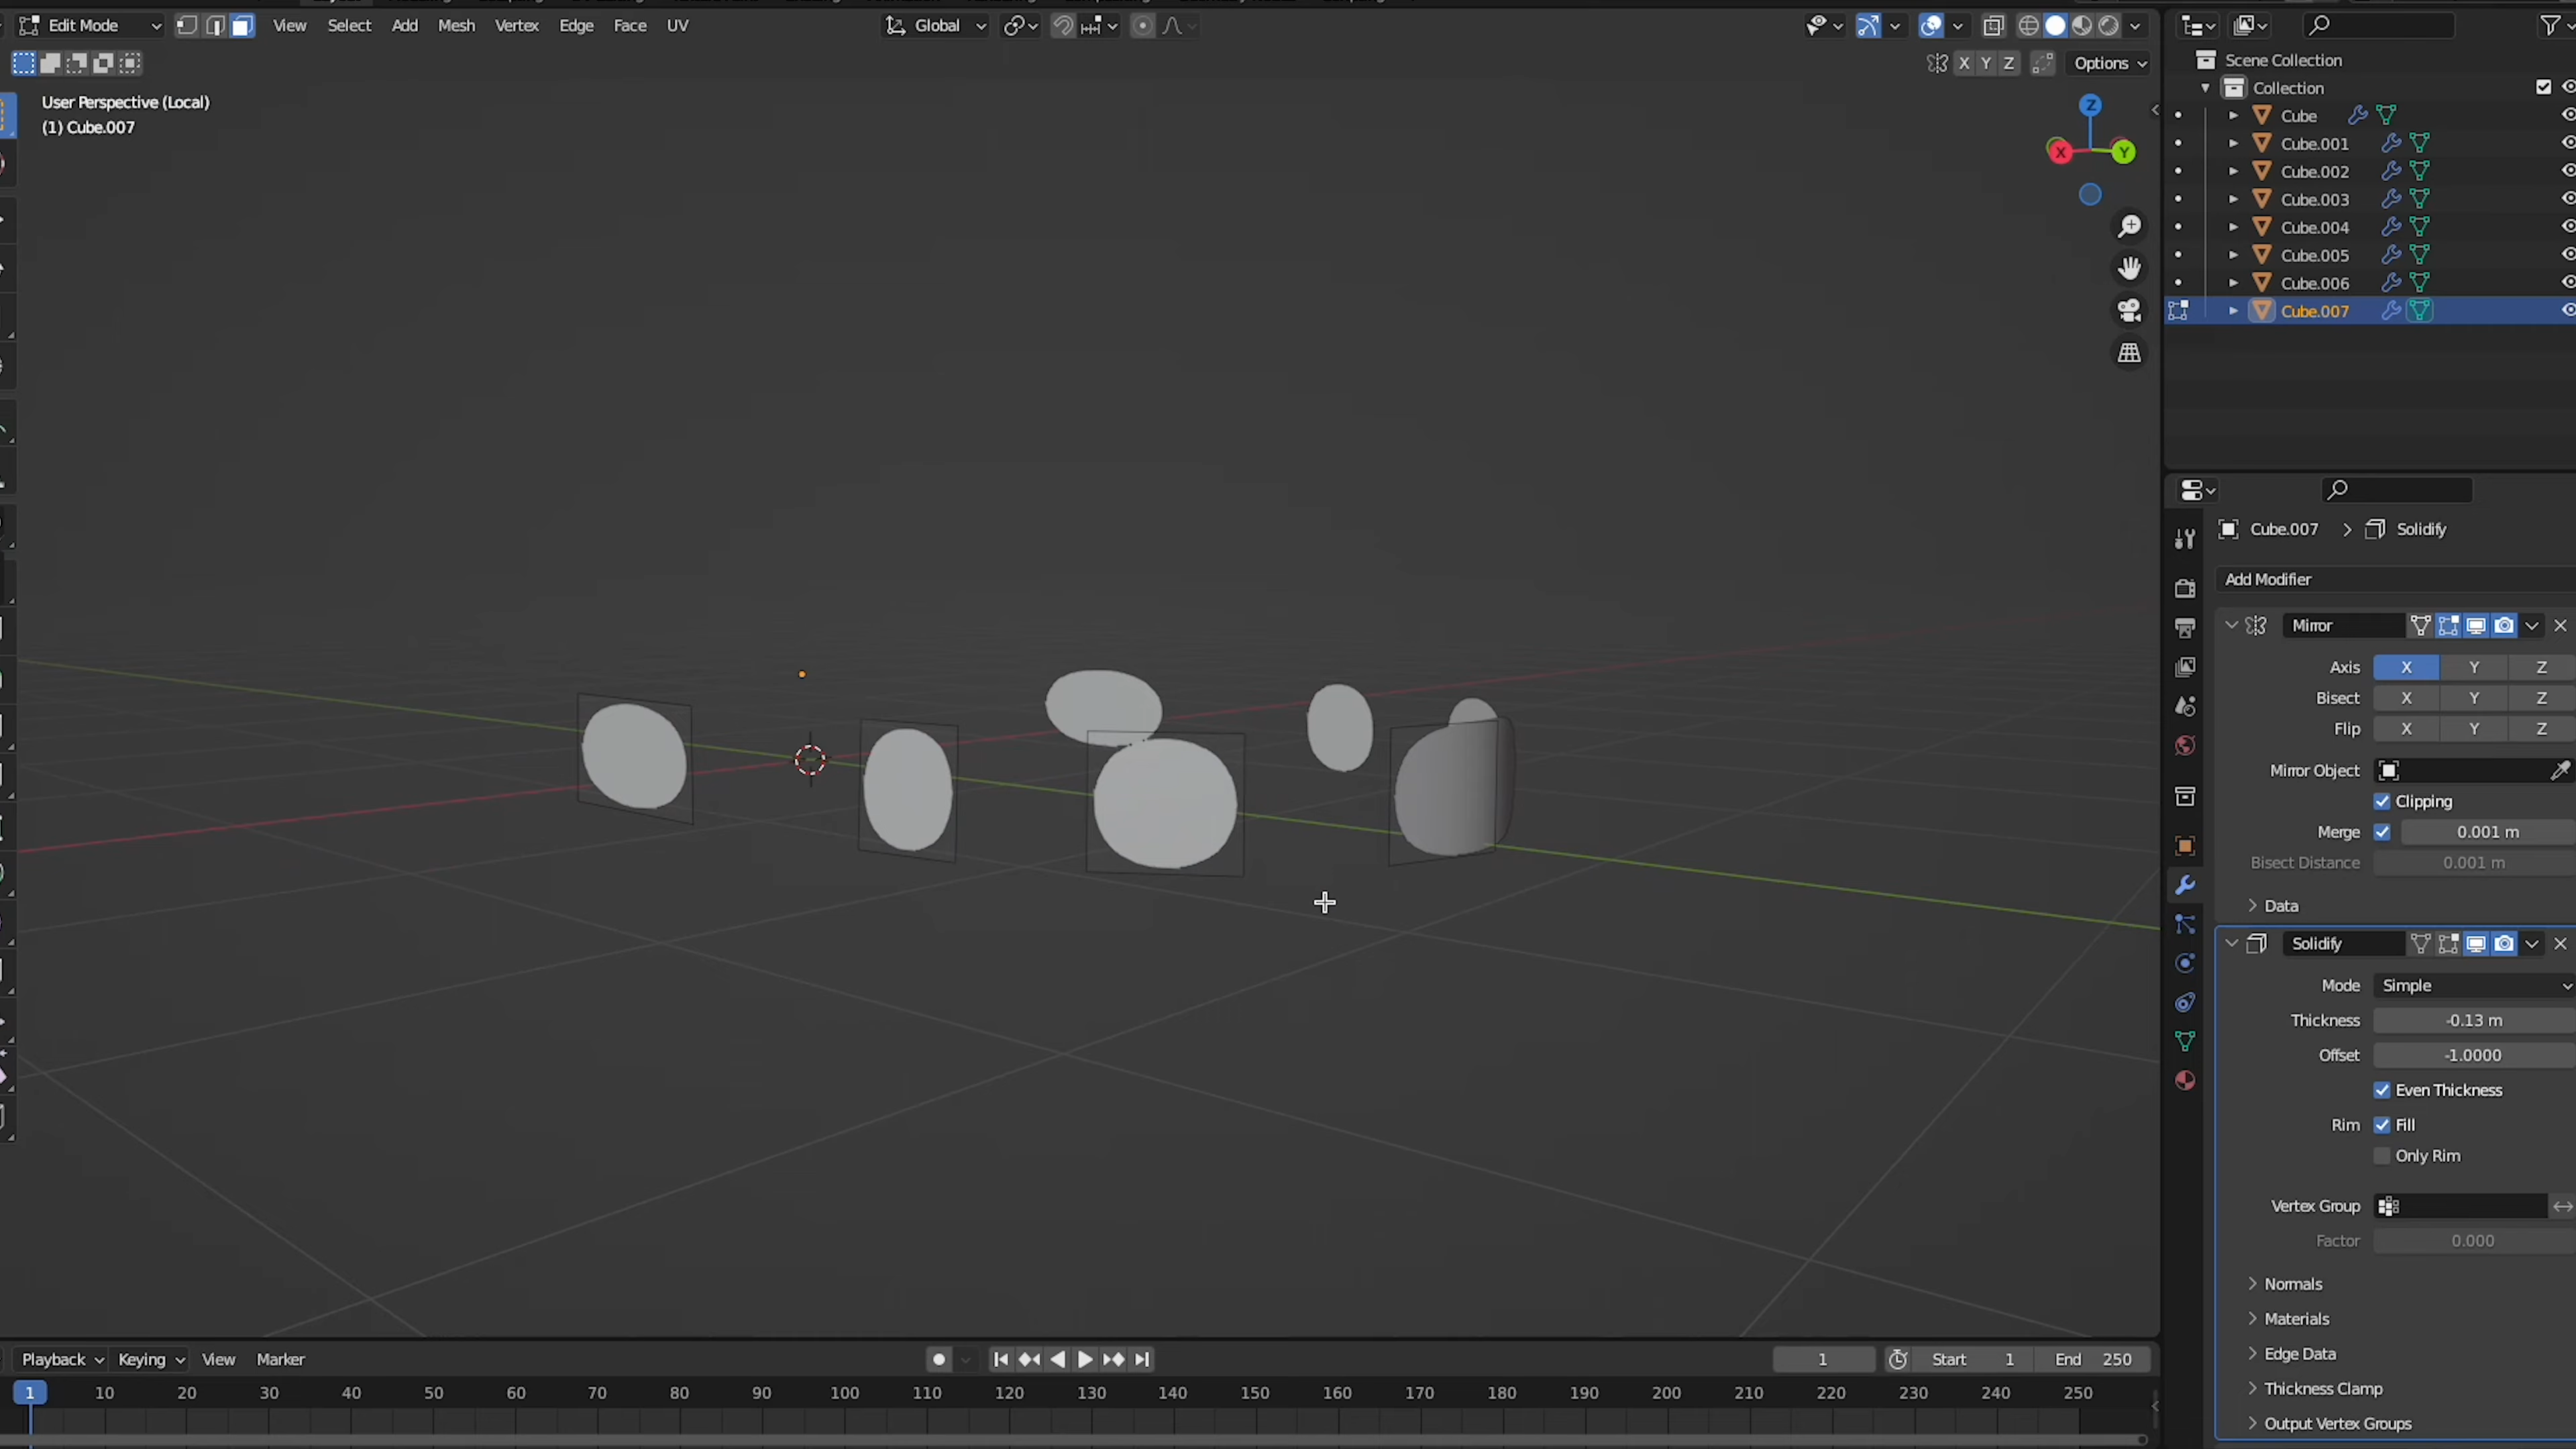 Edit Mode View Select Add Mesh Vertex Edge Face UV Global
X Y Z Options
User Perspective (Local)
(1) Cube.007
Z
X Y
Scene Collection
Collection
Cube
Cube.001
Cube.002
Cube.003
Cube.004
Cube.005
Cube.006
Cube.007
Cube.007 Solidify
Add Modifier
Mirror
Axis X Y Z
Bisect X Y Z
Flip X Y Z
Mirror Object
Clipping
Merge 0.001 m
Bisect Distance 0.001 m
Data
Solidify
Mode Simple
Thickness -0.13 m
Offset -1.0000
Even Thickness
Rim Fill
Only Rim
Vertex Group
Factor 0.000
Normals
Materials
Edge Data
Thickness Clamp
Output Vertex Groups
Playback Keying View Marker 1 Start 1 End 250
1 10 20 30 40 50 60 70 80 90 100 110 120 130 140 150 160 170 180 190 200 210 220 230 240 250